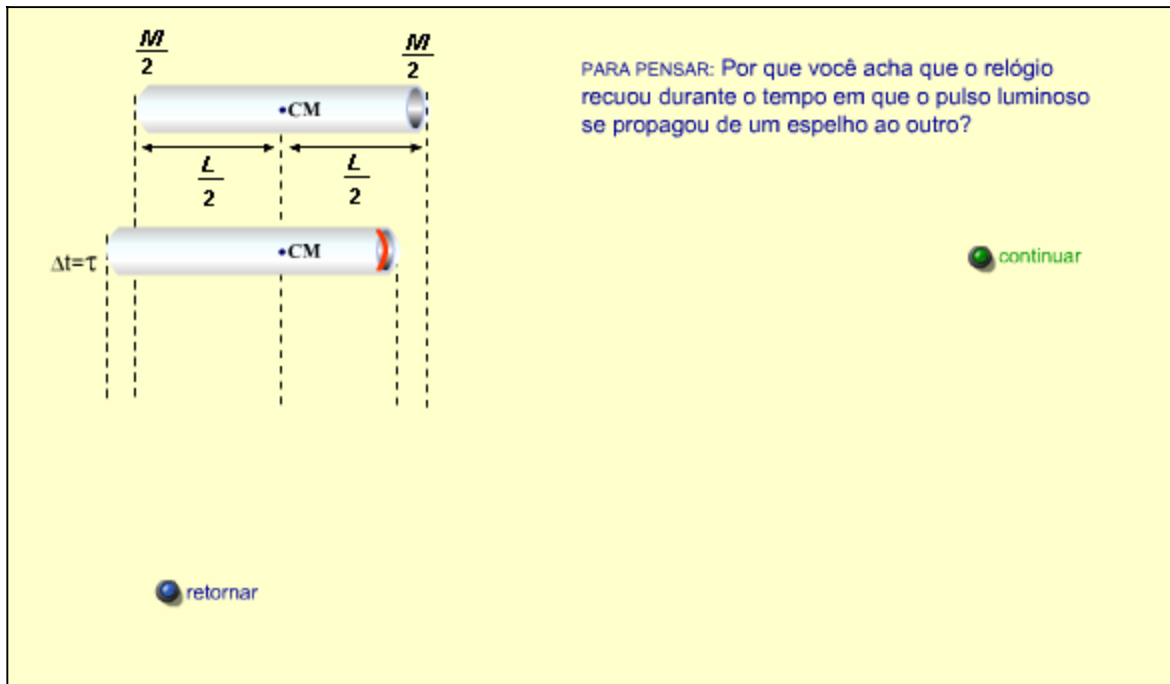 M M
2 2
•CM
L L
2 2
Δt=τ •CM
PARA PENSAR: Por que você acha que o relógio
recuou durante o tempo em que o pulso luminoso
se propagou de um espelho ao outro?
continuar
retornar